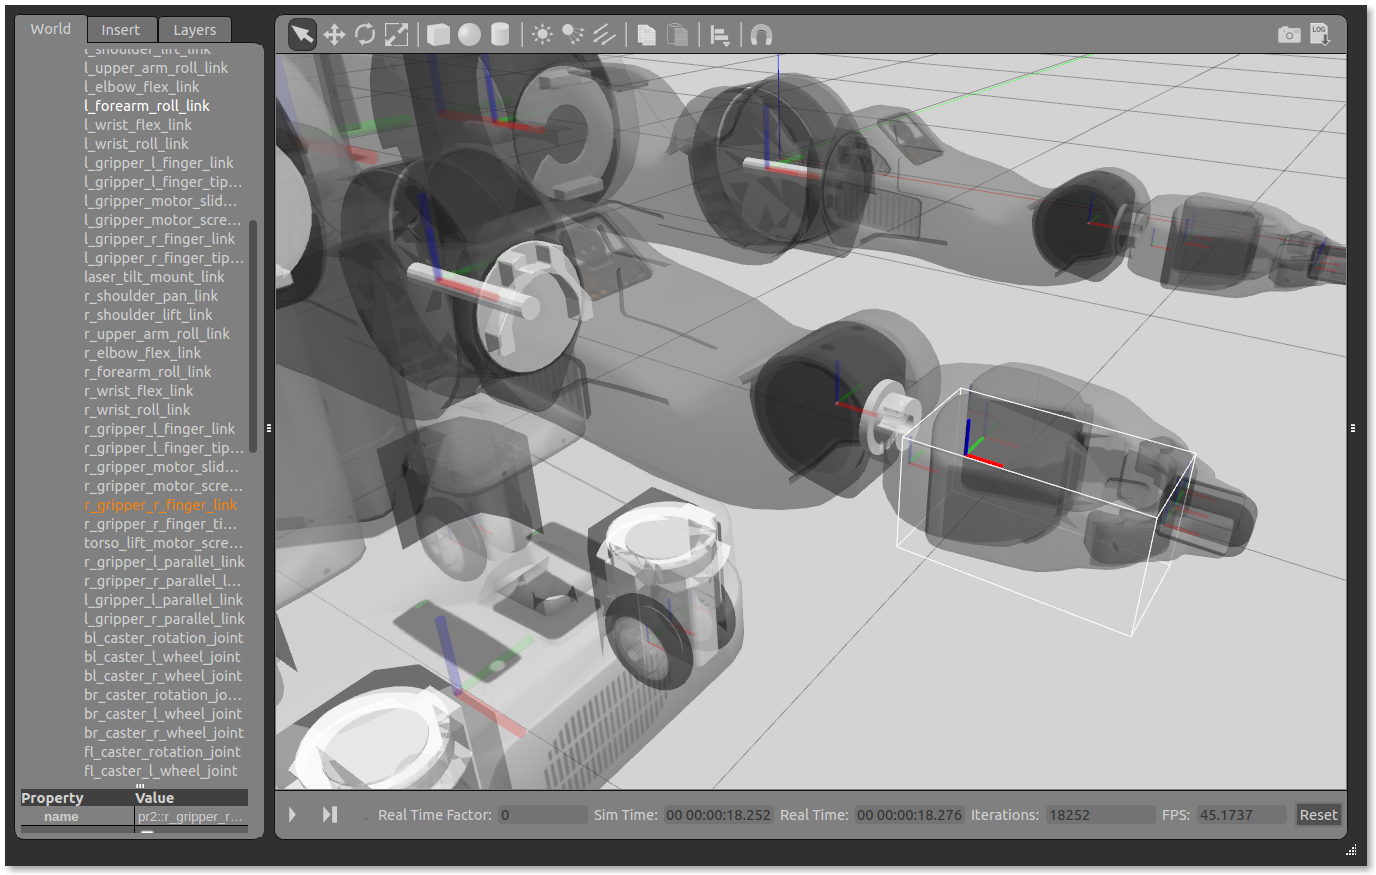 World
Insert
Layers
LOG
l_shoulder_lift_link
l_upper_arm_roll_link
l_elbow_flex_link
l_forearm_roll_link
l_wrist_flex_link
l_wrist_roll_link
l_gripper_l_finger_link
l_gripper_l_finger_tip...
l_gripper_motor_slid...
l_gripper_motor_scre...
l_gripper_r_finger_link
l_gripper_r_finger_tip...
laser_tilt_mount_link
r_shoulder_pan_link
r_shoulder_lift_link
r_upper_arm_roll_link
r_elbow_flex_link
r_forearm_roll_link
r_wrist_flex_link
r_wrist_roll_link
r_gripper_l_finger_link
r_gripper_l_finger_tip...
r_gripper_motor_slid...
r_gripper_motor_scre...
r_gripper_r_finger_link
r_gripper_r_finger_ti...
torso_lift_motor_scre...
r_gripper_l_parallel_link
r_gripper_r_parallel_l...
l_gripper_l_parallel_link
l_gripper_r_parallel_link
bl_caster_rotation_joint
bl_caster_l_wheel_joint
bl_caster_r_wheel_joint
br_caster_rotation_jo...
br_caster_l_wheel_joint
br_caster_r_wheel_joint
fl_caster_rotation_joint
fl_caster_l_wheel_joint
Property Value
name pr2::r_gripper_r...
Real Time Factor: 0 Sim Time: 00 00:00:18.252 Real Time: 00 00:00:18.276 Iterations: 18252 FPS: 45.1737 Reset